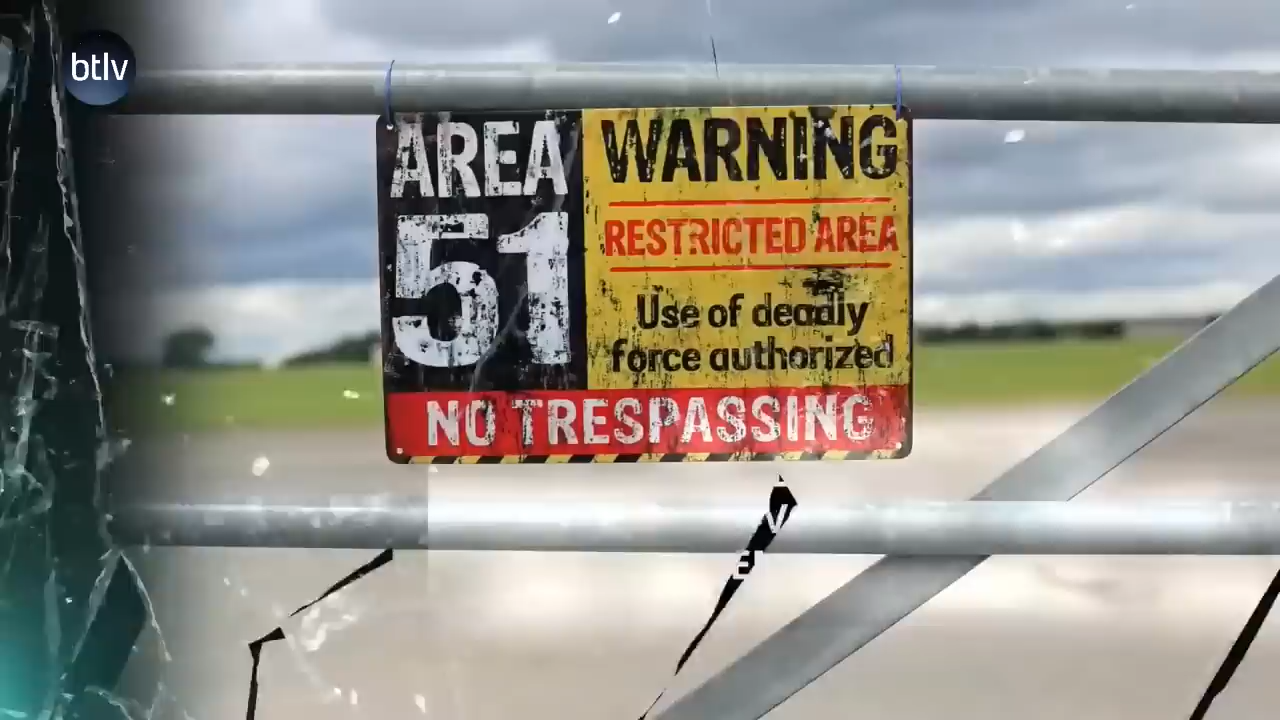 btlv
AREA
51
WARNING
RESTRICTED AREA
Use of deadly
force authorized
NO TRESPASSING